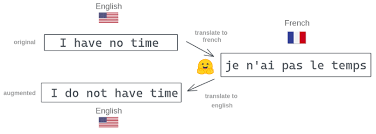 English
French
original
I have no time
translate to
french
je n'ai pas le temps
augmented
I do not have time
translate to
english
English